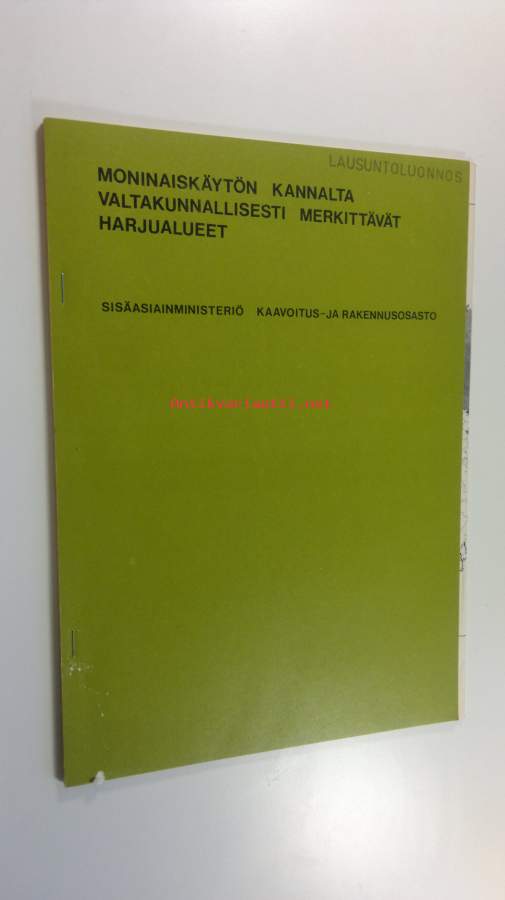 LAUSUNTOLUONNOS
MONINAISKÄYTÖN KANNALTA
VALTAKUNNALLISESTI MERKITTÄVÄT
HARJUALUEET
SISÄASIAINMINISTERIÖ KAAVOITUS-JA RAKENNUSOSASTO
Antikvariaatti.net